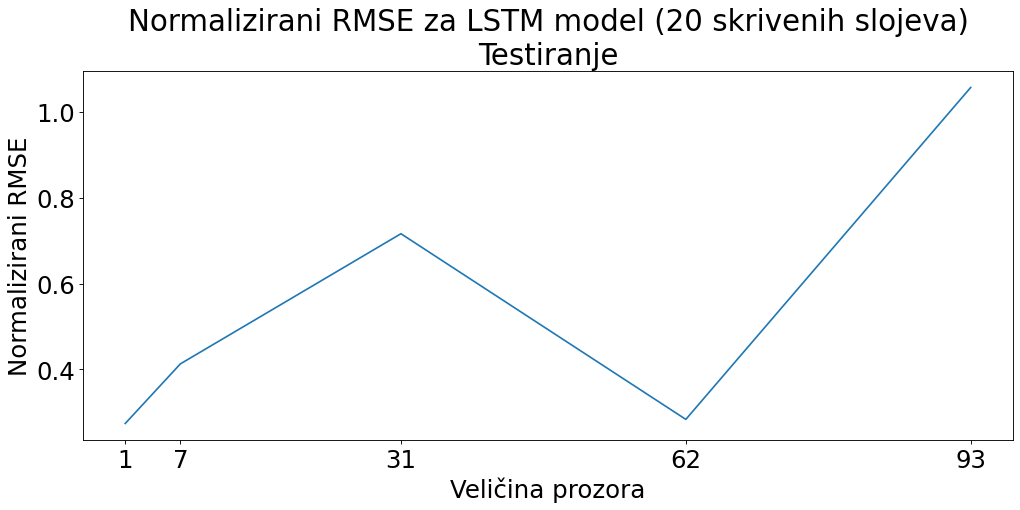 Normalizirani RMSE za LSTM model (20 skrivenih slojeva)
Testiranje
Normalizirani RMSE
1.0
0.8
0.6
0.4
1 7 31 62 93
Veličina prozora